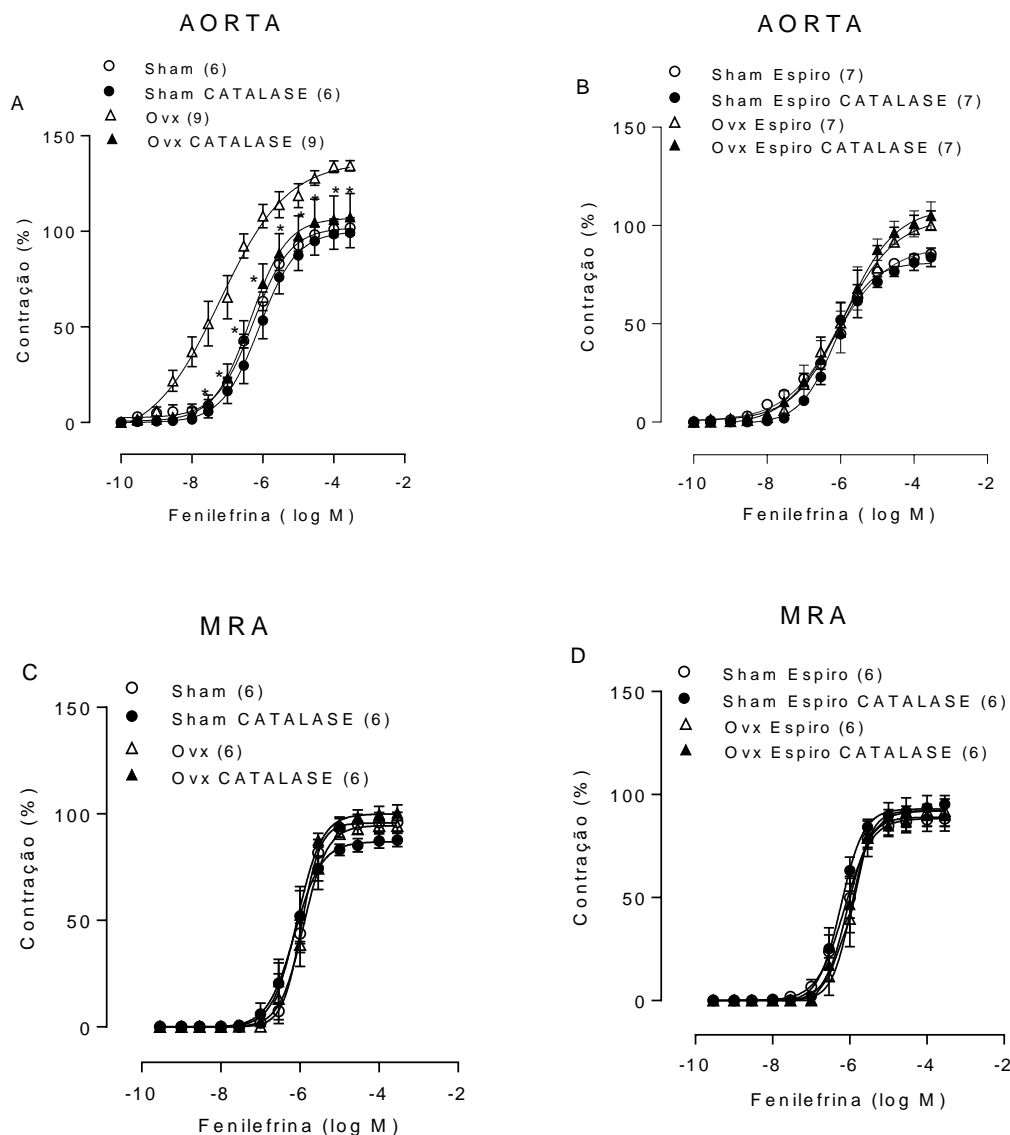 AORTA
A
Sham (6)
Sham CATALASE (6)
Ovx (9)
Ovx CATALASE (9)
150
100
50
0
Contração (%)
* * * * * * * *
-10 -8 -6 -4 -2
Fenilefrina ( log M)
AORTA
B
Sham Espiro (7)
Sham Espiro CATALASE (7)
Ovx Espiro (7)
Ovx Espiro CATALASE (7)
150
100
50
0
Contração (%)
-10 -8 -6 -4 -2
Fenilefrina ( log M)
MRA
C
Sham (6)
Sham CATALASE (6)
Ovx (6)
Ovx CATALASE (6)
150
100
50
0
Contração (%)
-10 -8 -6 -4 -2
Fenilefrina (log M)
MRA
D
Sham Espiro (6)
Sham Espiro CATALASE (6)
Ovx Espiro (6)
Ovx Espiro CATALASE (6)
150
100
50
0
Contração (%)
-10 -8 -6 -4 -2
Fenilefrina (log M)